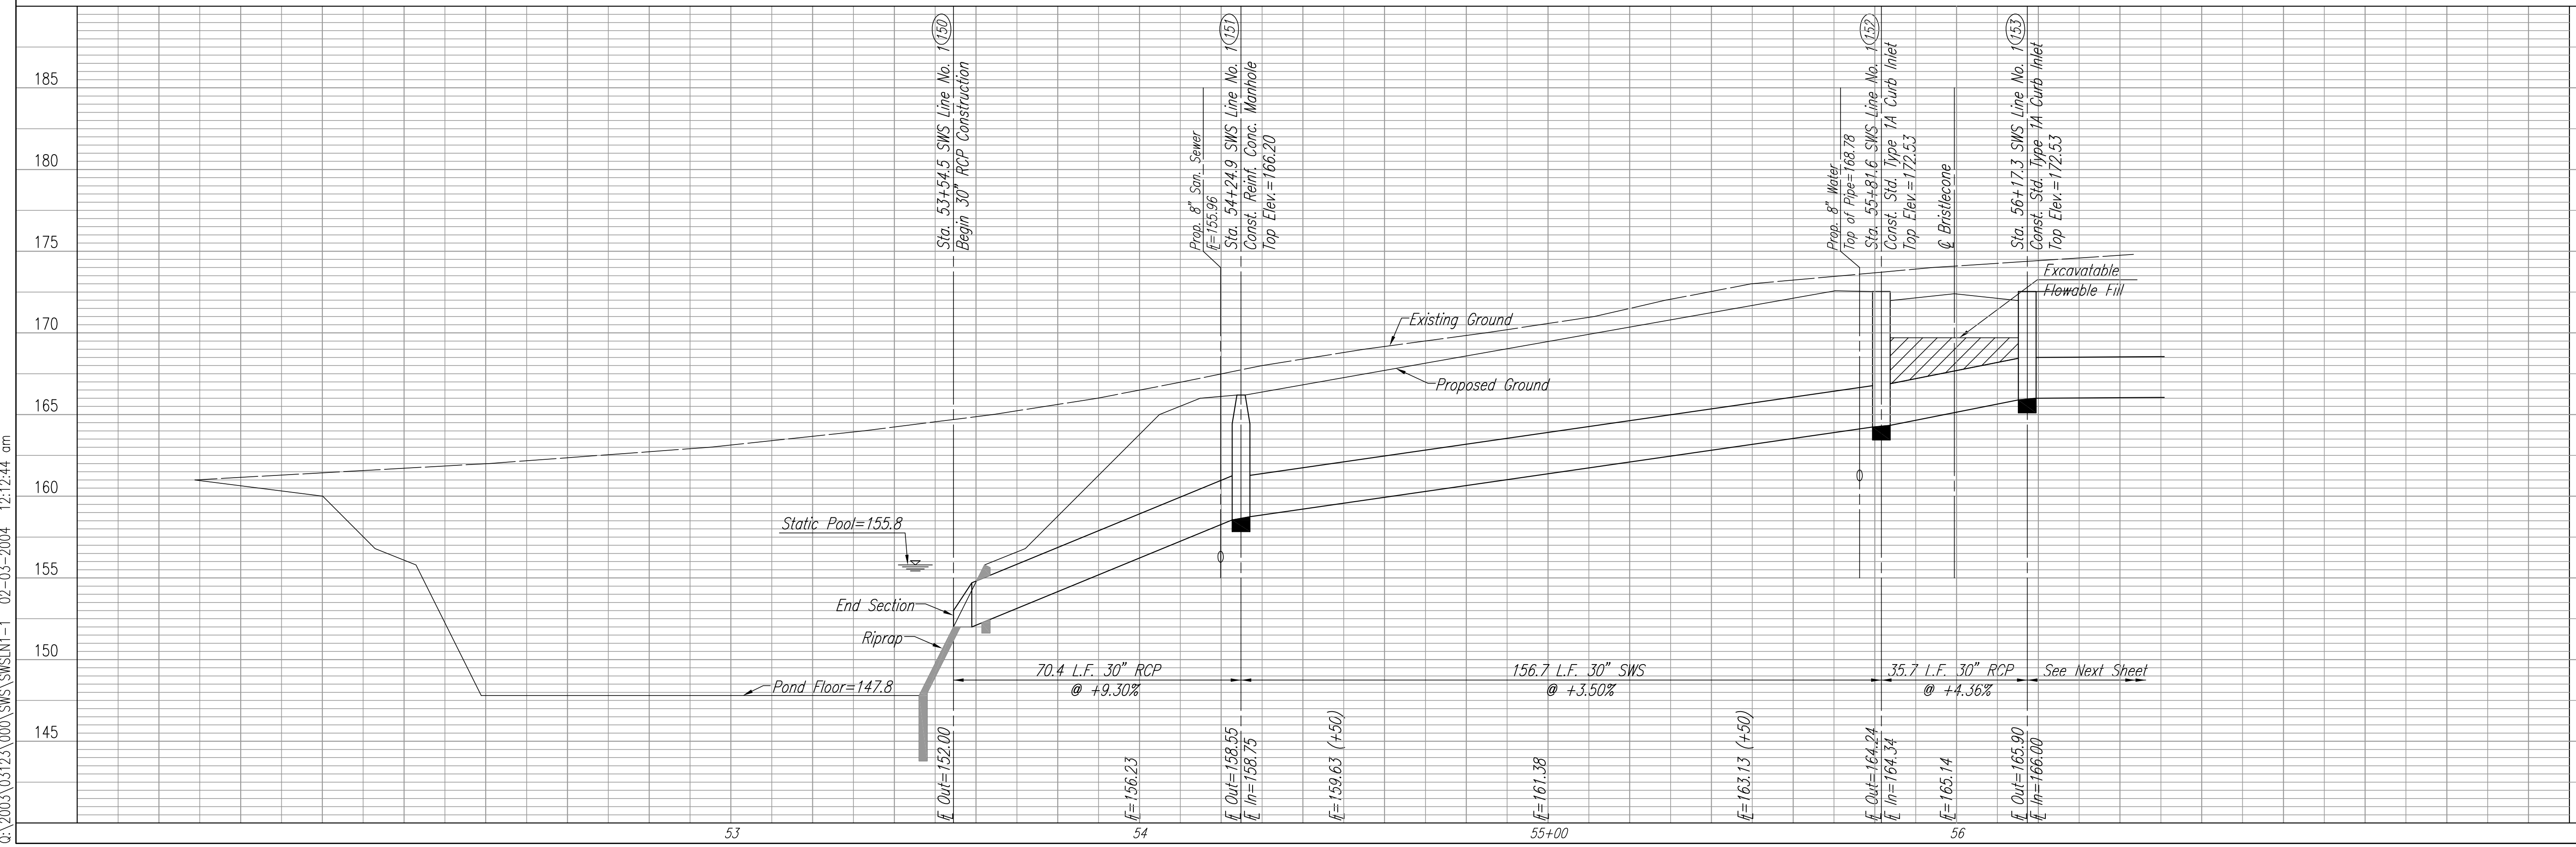 150
Sta. 53+54.5 SWS Line No. 1
Begin 30" RCP Construction
Prop. 8" San. Sewer
℄=155.96
151
Sta. 54+24.9 SWS Line No. 1
Const. Reinf. Conc. Manhole
Top Elev.=166.20
Prop. 8" Water
Top of Pipe=168.78
152
Sta. 55+81.6 SWS Line No. 1
Const. Std. Type 1A Curb Inlet
Top Elev.=172.53
℄ Bristlecone
153
Sta. 56+17.3 SWS Line No. 1
Const. Std. Type 1A Curb Inlet
Top Elev.=172.53
185
180
175
170
165
160
155
150
145
Excavatable
Flowable Fill
Existing Ground
Proposed Ground
Static Pool=155.8
End Section
Riprap
Pond Floor=147.8
70.4 L.F. 30" RCP
@ +9.30%
156.7 L.F. 30" SWS
@ +3.50%
35.7 L.F. 30" RCP
@ +4.36%
See Next Sheet
℄ Out=152.00
℄=156.23
℄ Out=158.55
℄ In=158.75
℄=159.63 (+50)
℄=161.38
℄=163.13 (+50)
℄ Out=164.24
℄ In=164.34
℄=165.14
℄ Out=165.90
℄ In=166.00
53
54
55+00
56
Q:\2003\03123\000\SWS\SWSLN1-1 02-03-2004 12:12:44 am